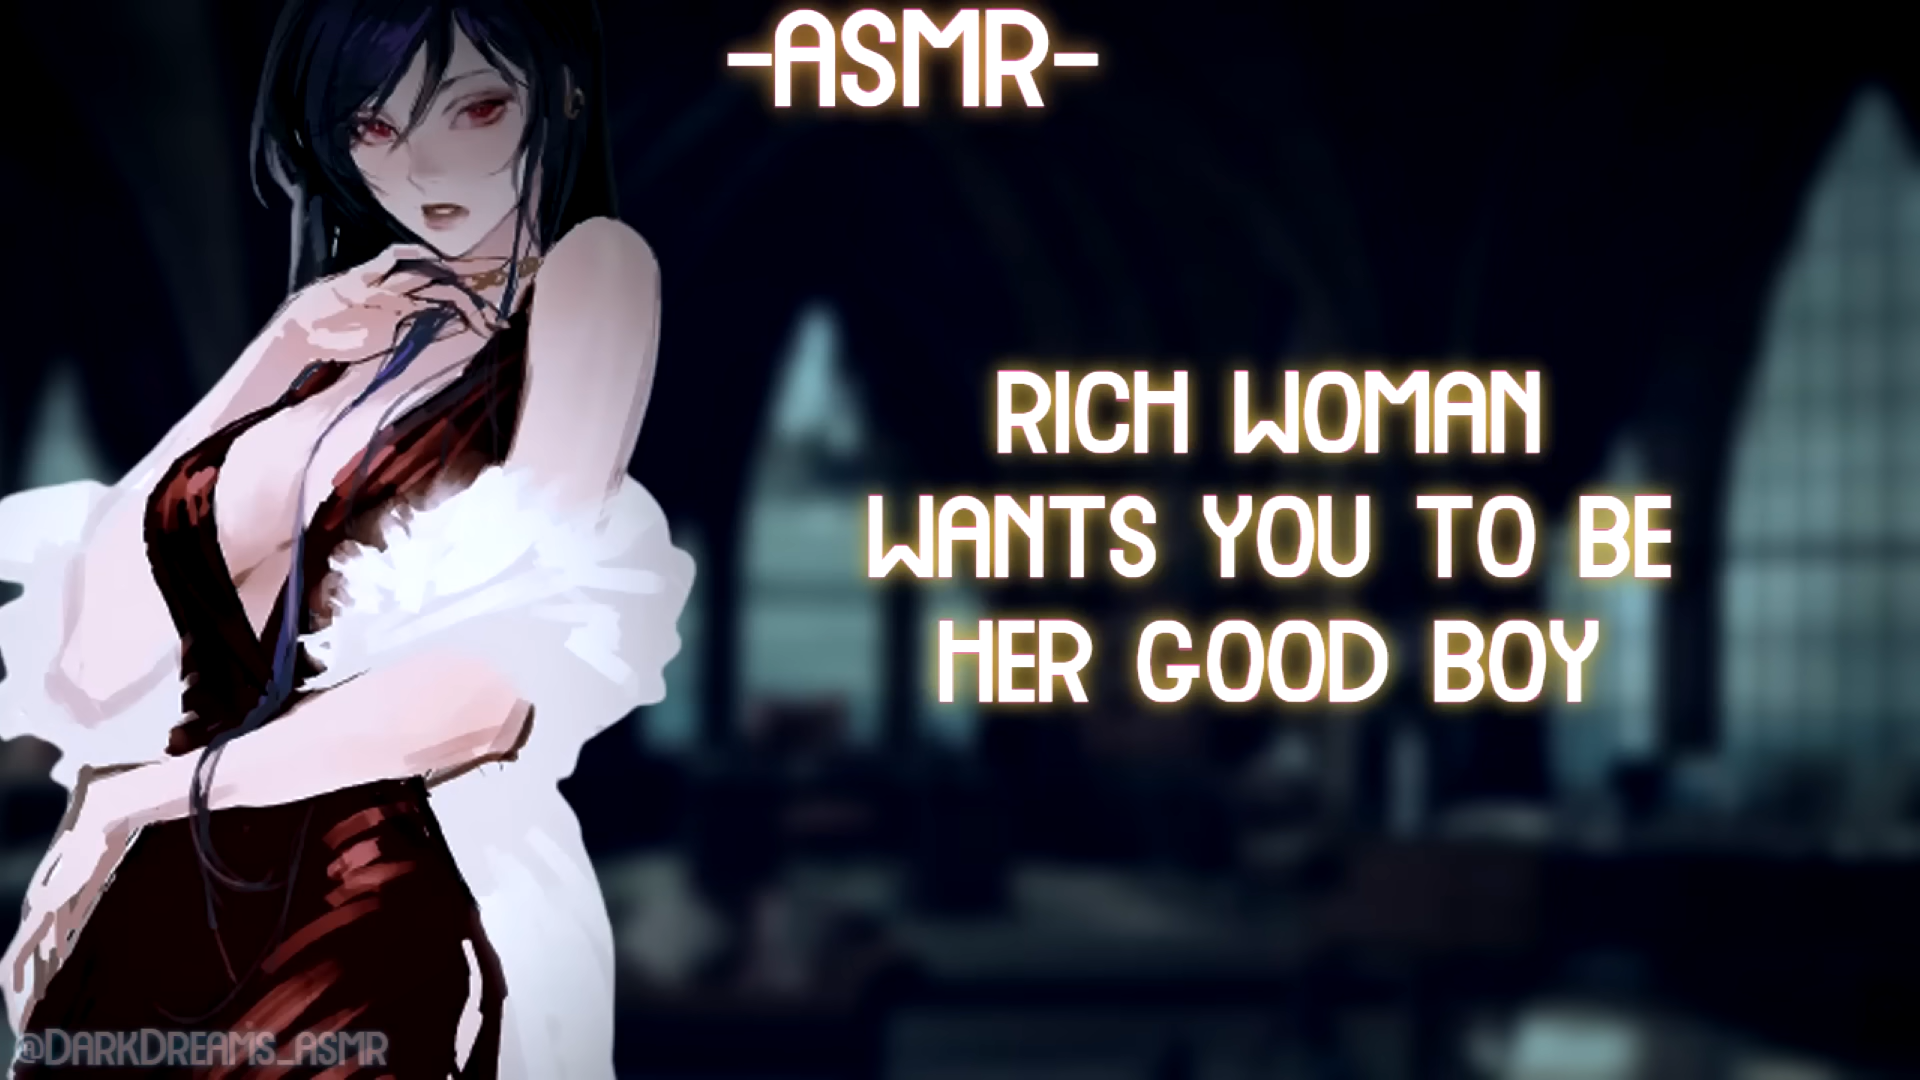 -ASMR-
RICH WOMAN
WANTS YOU TO BE
HER GOOD BOY
@DARKDREAMS_ASMR